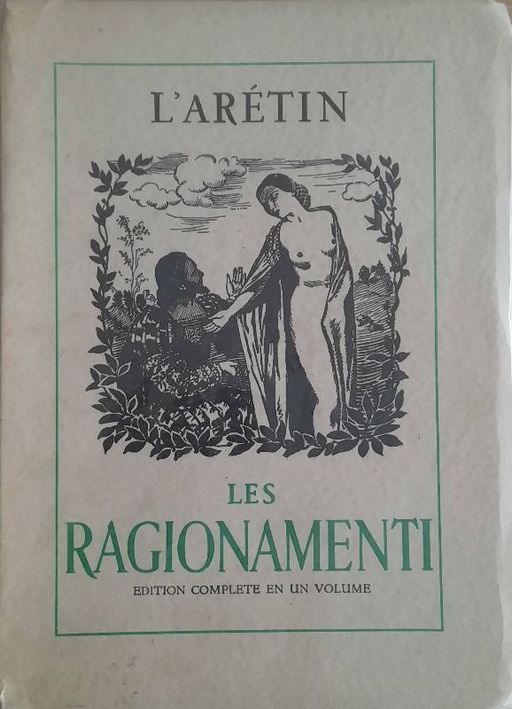 L'ARÉTIN
LES
RAGIONAMENTI
EDITION COMPLETE EN UN VOLUME